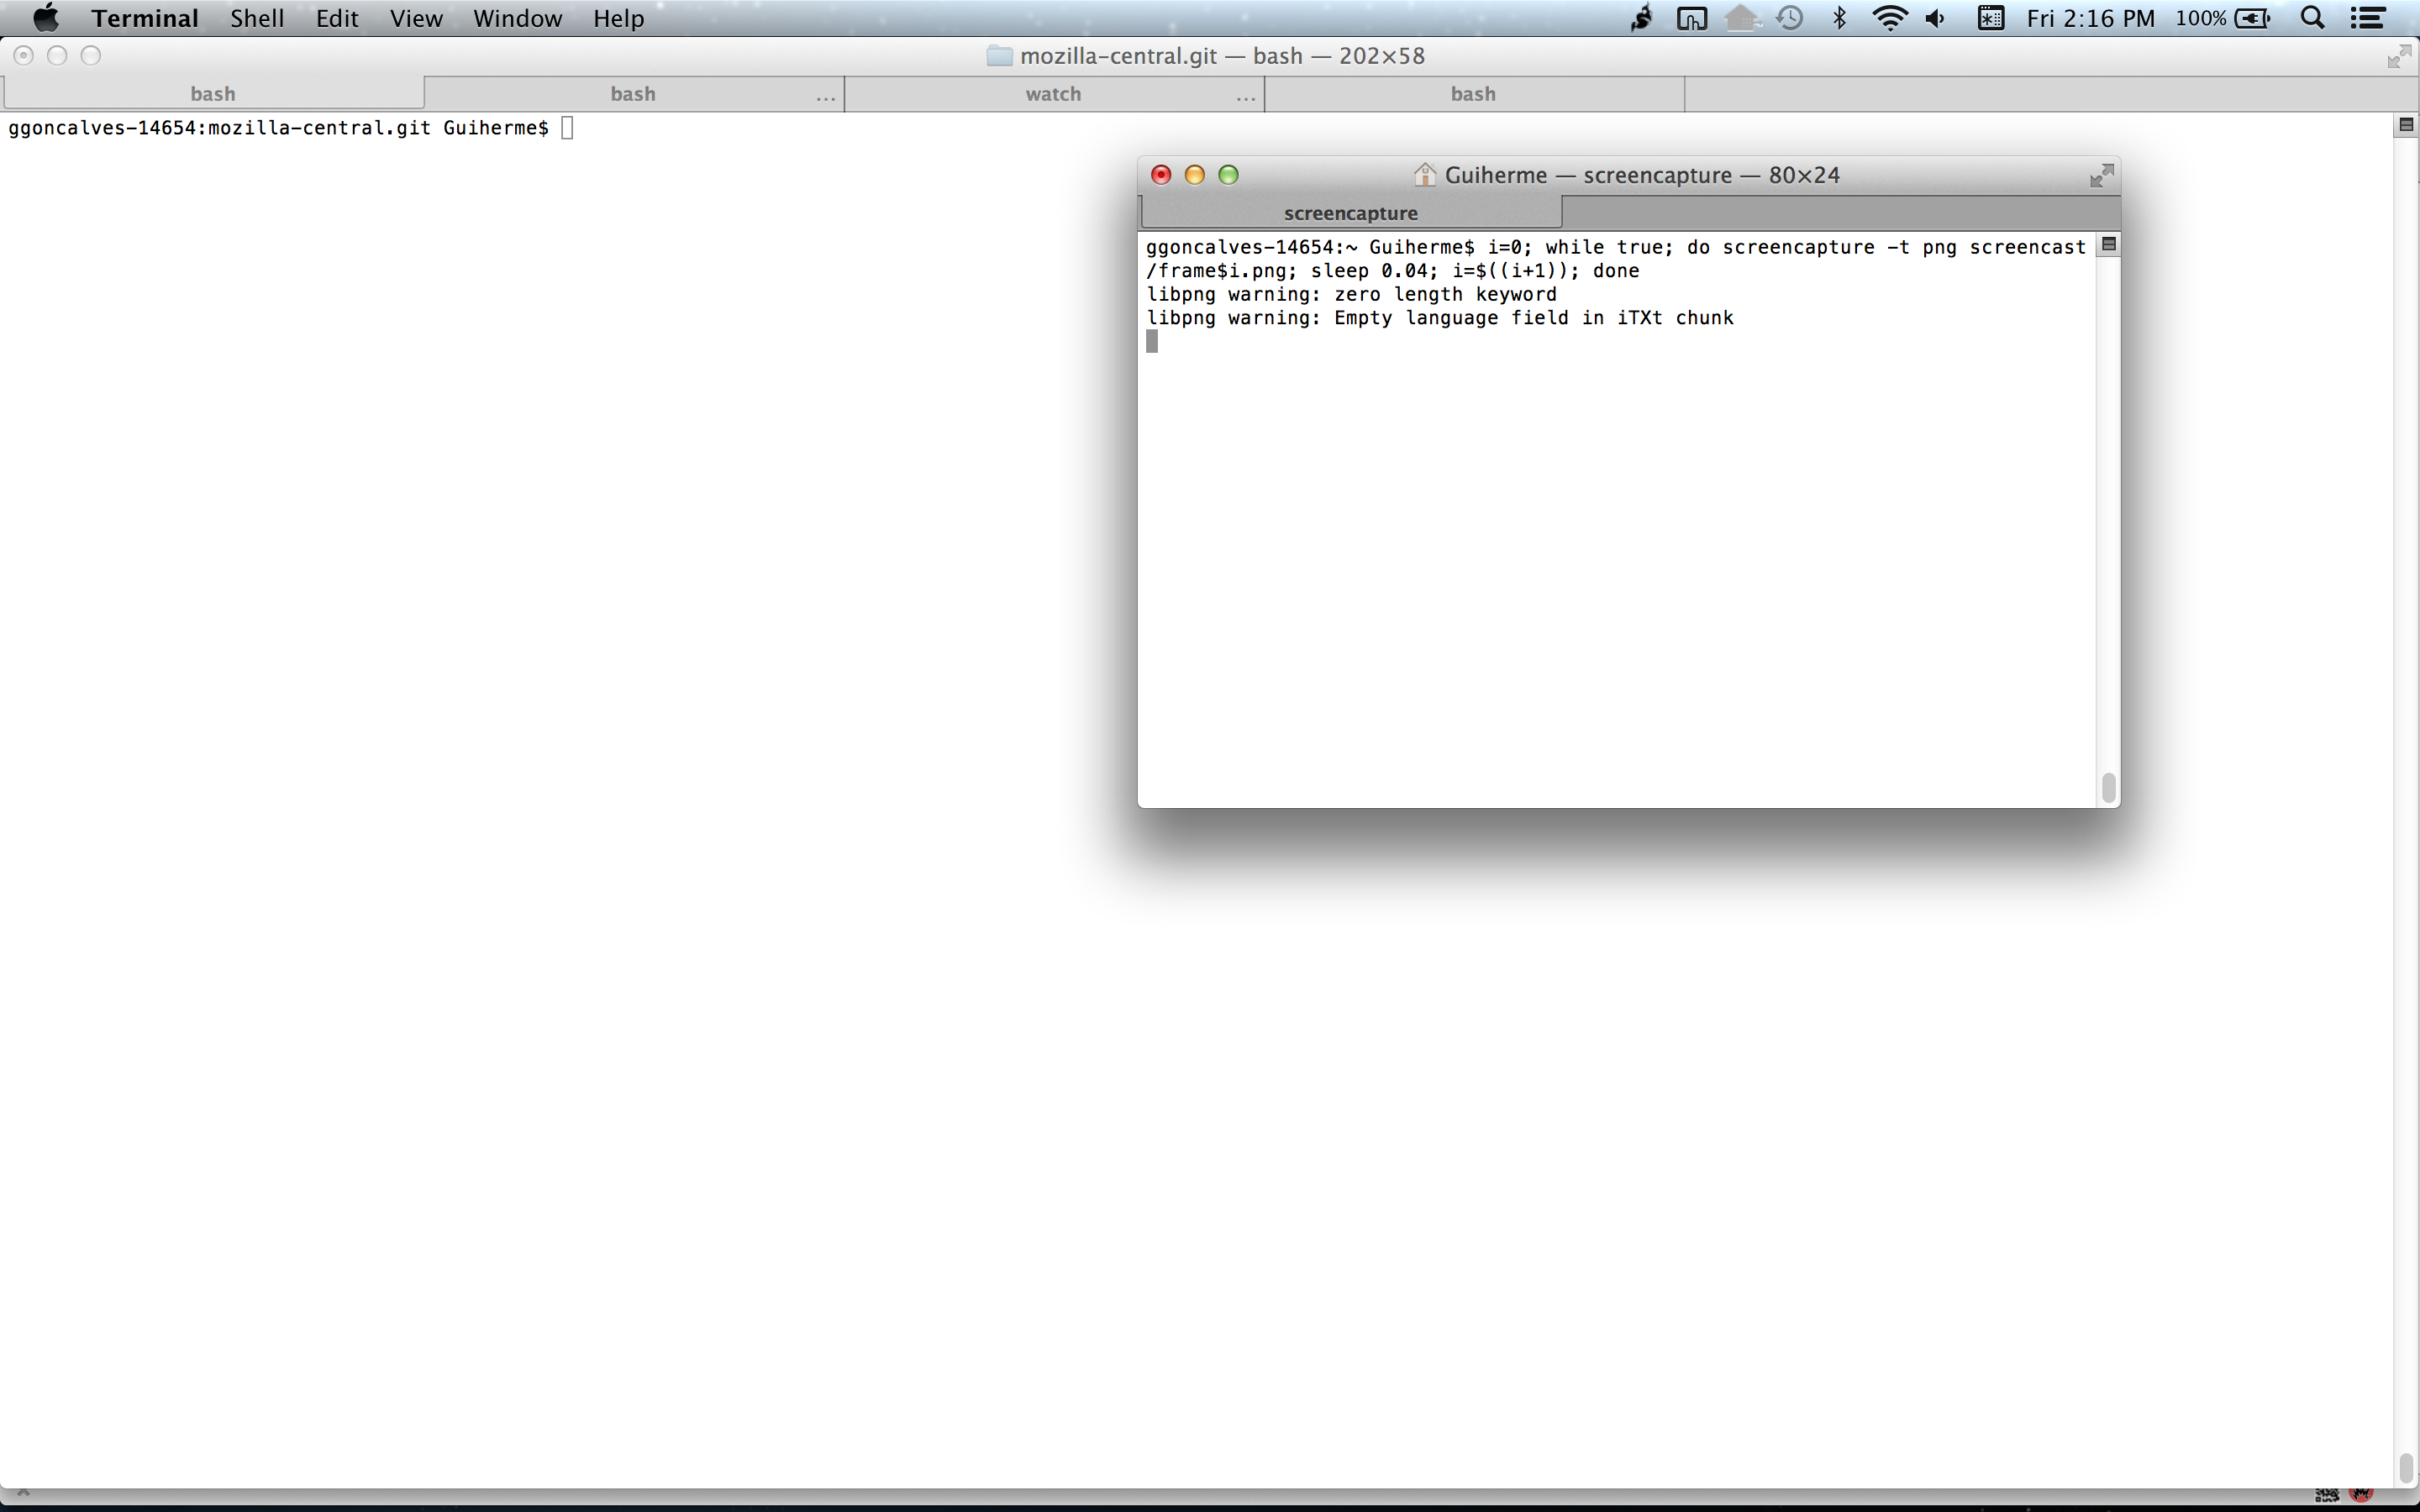 Terminal Shell Edit View Window Help Fri 2:16 PM 100%
mozilla-central.git — bash — 202×58
bash bash ... watch ... bash
ggoncalves-14654:mozilla-central.git Guiherme$
Guiherme — screencapture — 80×24
screencapture
ggoncalves-14654:~ Guiherme$ i=0; while true; do screencapture -t png screencast
/frame$i.png; sleep 0.04; i=$((i+1)); done
libpng warning: zero length keyword
libpng warning: Empty language field in iTXt chunk